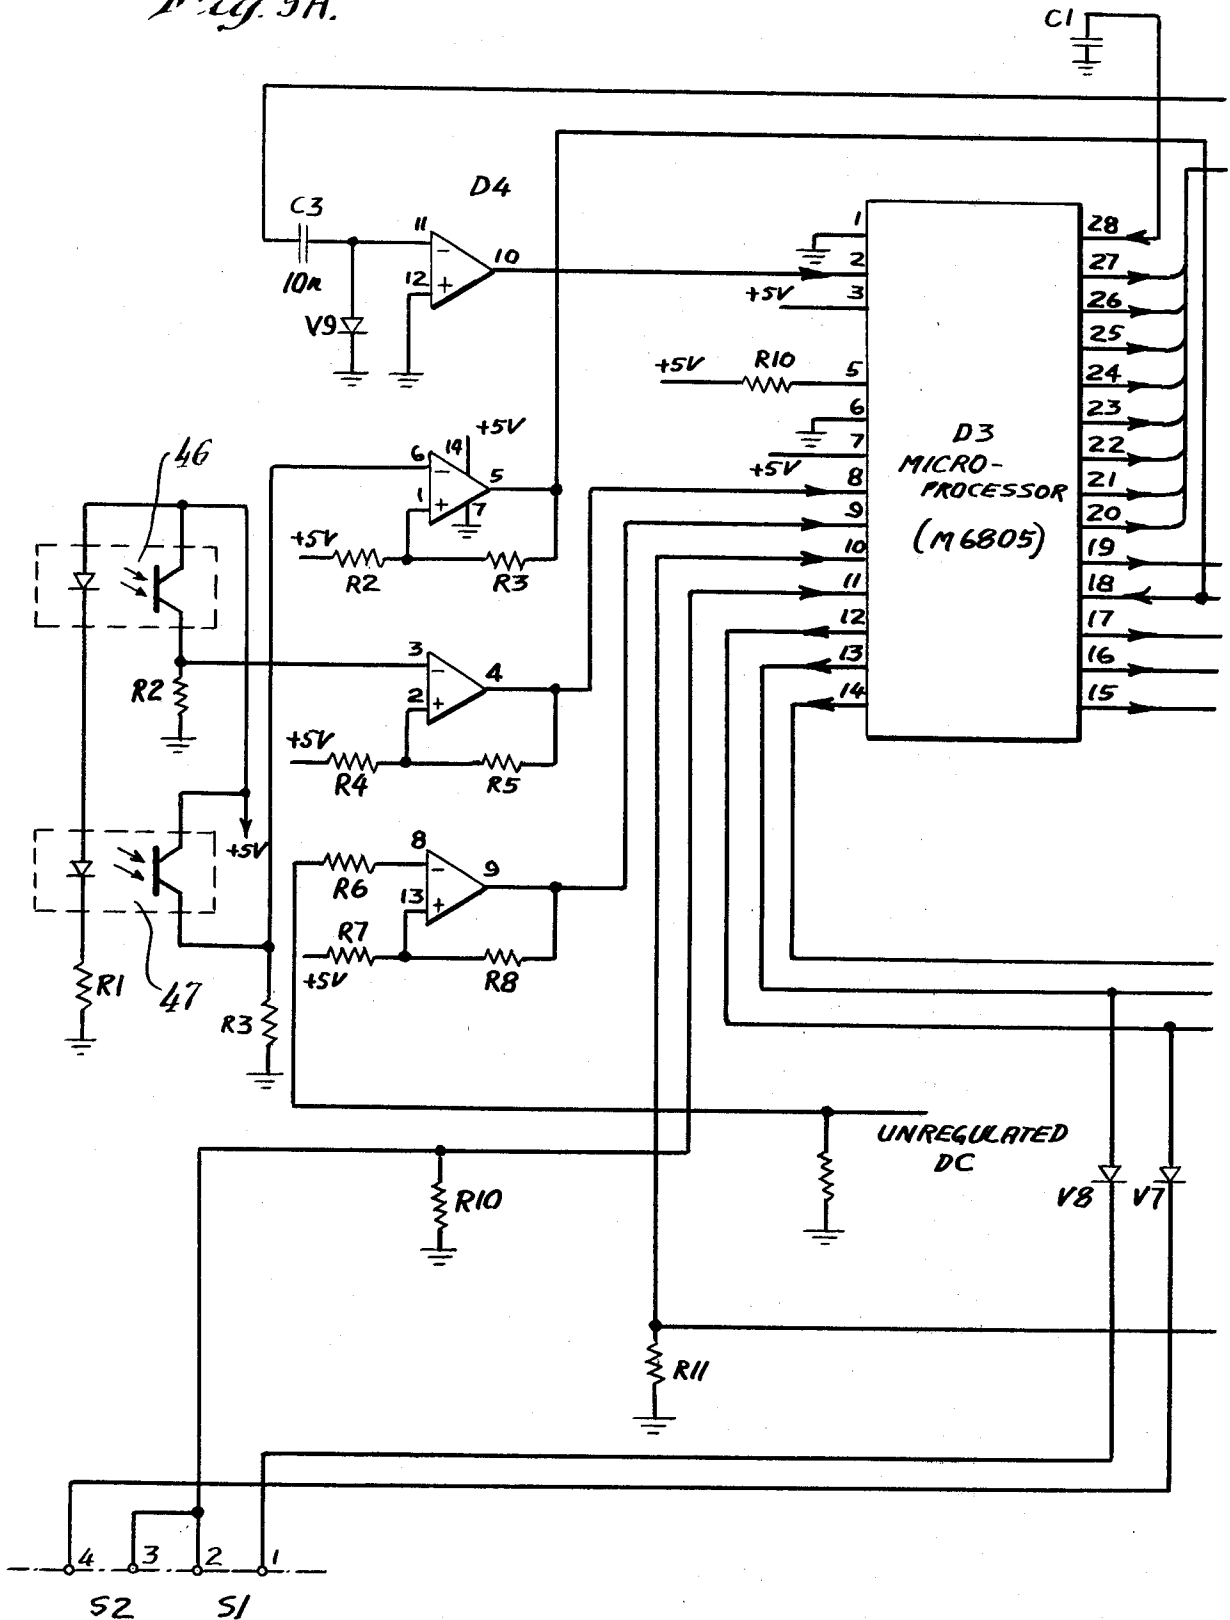 Fig. 9A.
C1
D4
C3
10n
11
12
10
- +
V9
1
2
+5V 3
+5V R10 5
6
7
+5V
8
9
10
11
12
13
14
D3
MICRO-
PROCESSOR
(M6805)
28
27
26
25
24
23
22
21
20
19
18
17
16
15
46
+5V
6 14
5
1
7
- +
+5V
R2 R3
3
4
2
- +
R2
+5V
R4 R5
+5V
8
9
13
- +
R6
R7
+5V R8
R1
47
R3
UNREGULATED
DC
R10
V8 V7
R11
4 3 2 1
S2 S1